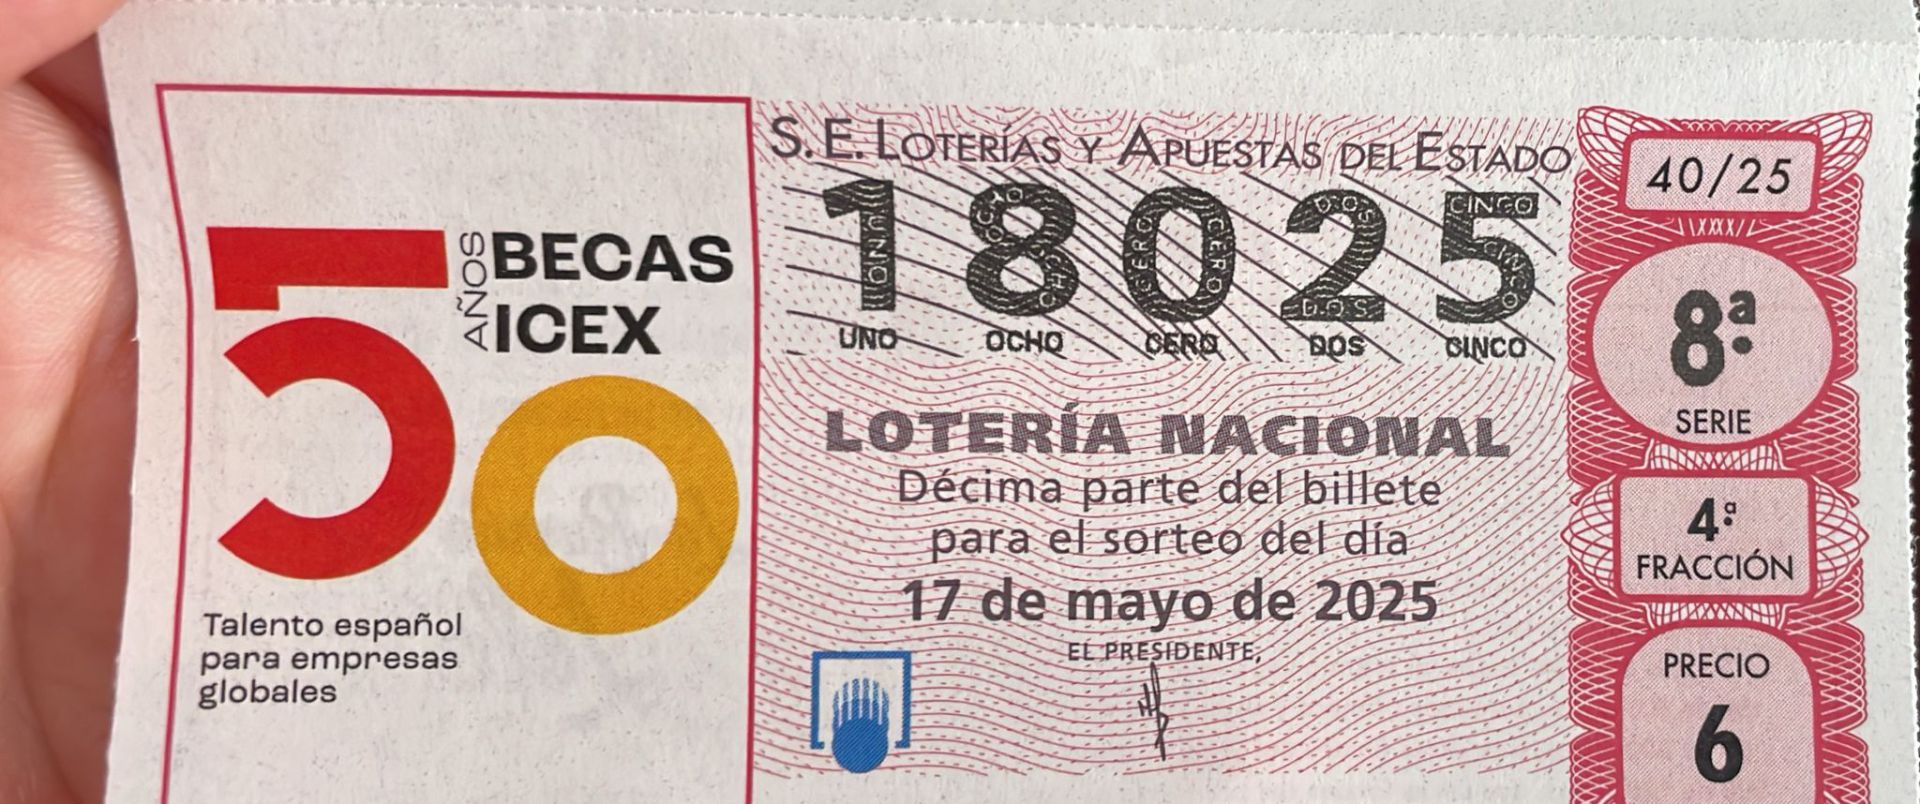 50 AÑOS BECAS ICEX
Talento español
para empresas
globales
S.E. LOTERÍAS Y APUESTAS DEL ESTADO
18025
UNO OCHO CERO DOS CINCO
LOTERÍA NACIONAL
Décima parte del billete
para el sorteo del día
17 de mayo de 2025
EL PRESIDENTE,
40/25
8ª
SERIE
4ª
FRACCIÓN
PRECIO
6